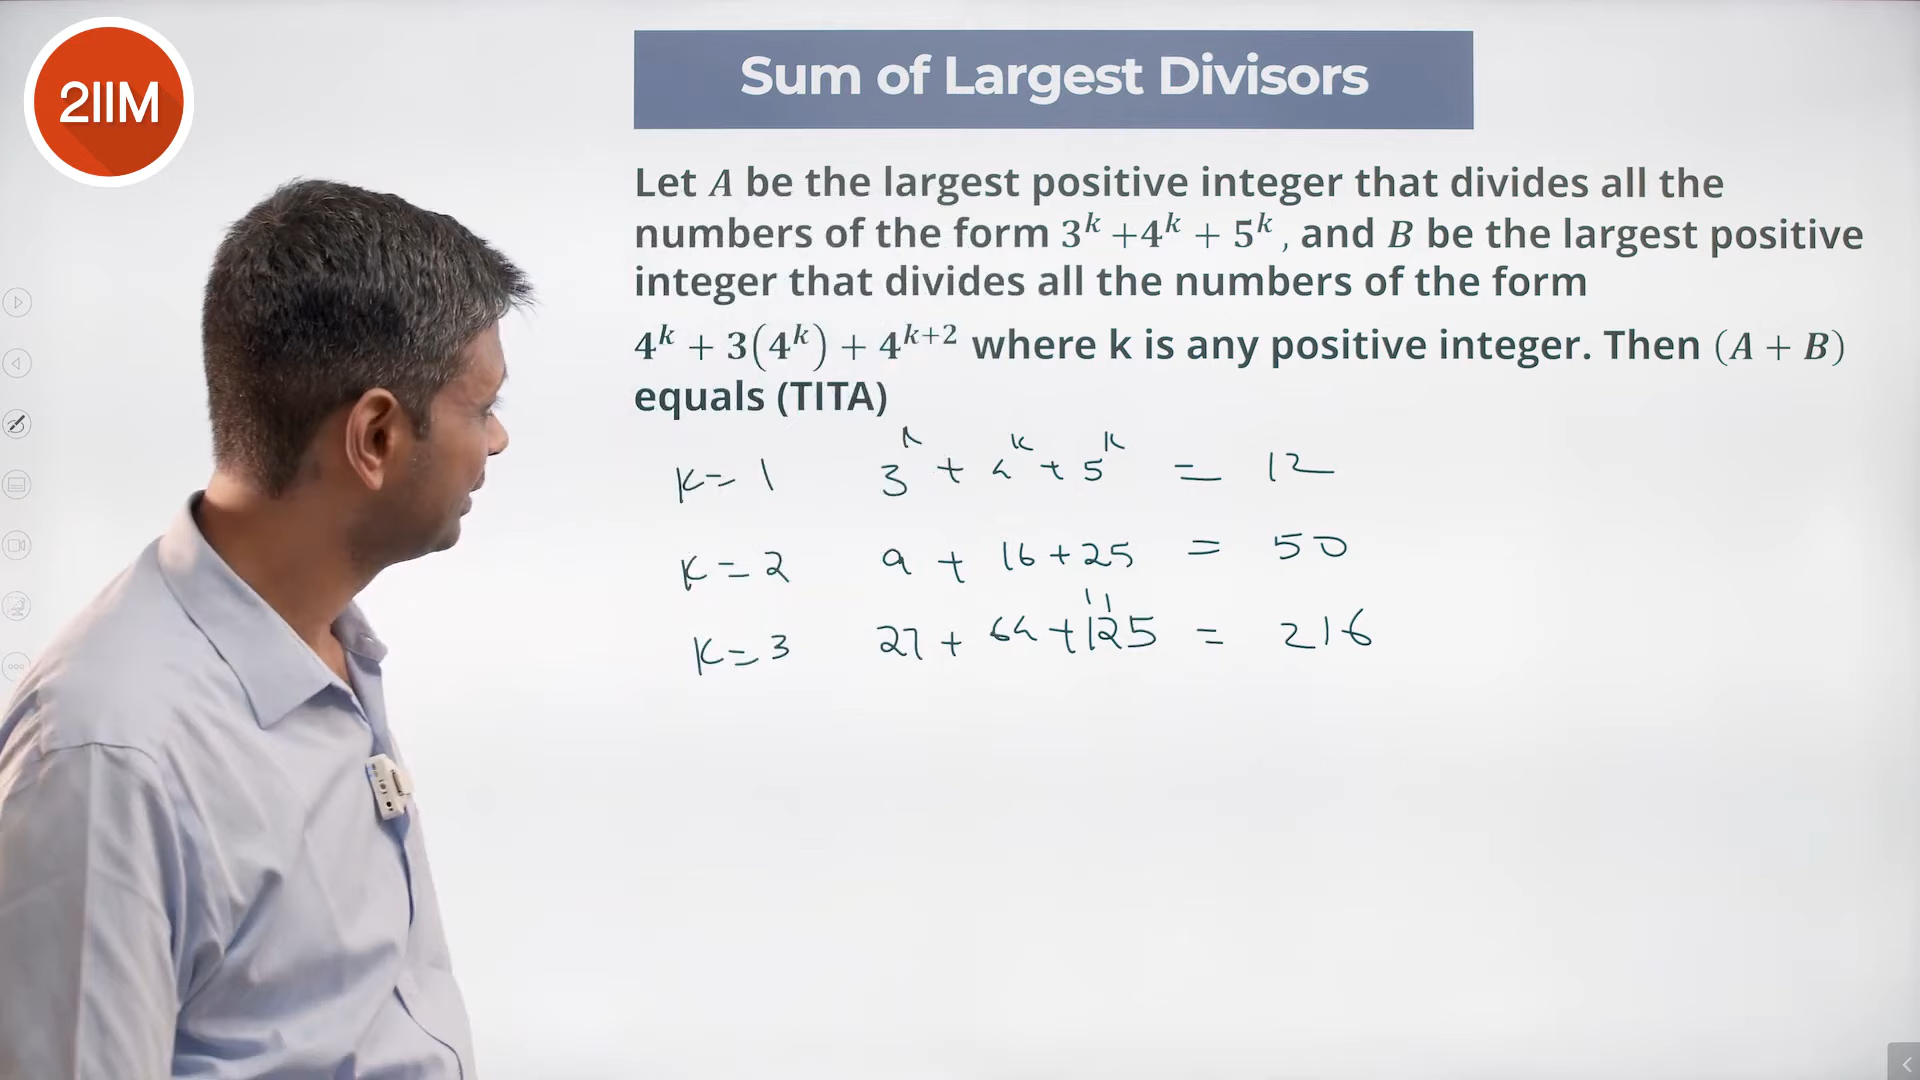 2IIM
Sum of Largest Divisors
Let A be the largest positive integer that divides all the
numbers of the form 3^k +4^k + 5^k , and B be the largest positive
integer that divides all the numbers of the form
4^k + 3(4^k) + 4^{k+2} where k is any positive integer. Then (A + B)
equals (TITA)
K = 1 3^k + 4^k + 5^k = 12
K = 2 9 + 16 + 25 = 50
K = 3 27 + 64 + 125 = 216